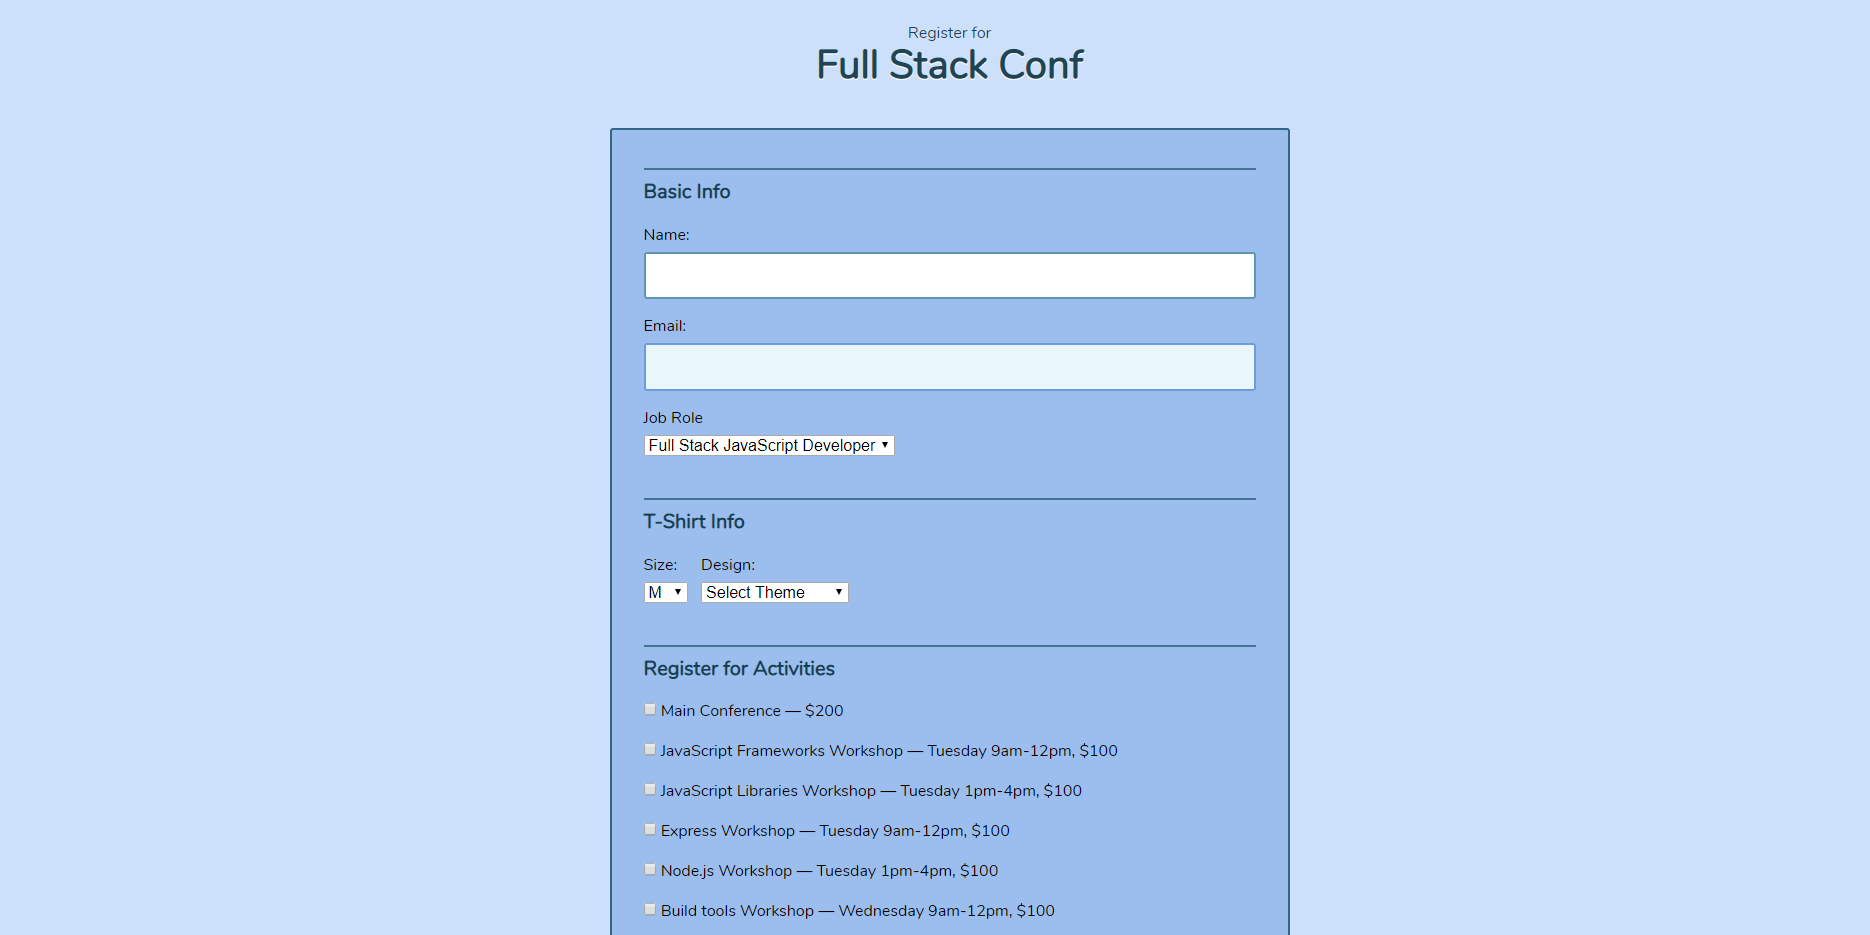 Register for
Full Stack Conf
Basic Info
Name:
Email:
Job Role
Full Stack JavaScript Developer
T-Shirt Info
Size: Design:
M Select Theme
Register for Activities
Main Conference — $200
JavaScript Frameworks Workshop — Tuesday 9am-12pm, $100
JavaScript Libraries Workshop — Tuesday 1pm-4pm, $100
Express Workshop — Tuesday 9am-12pm, $100
Node.js Workshop — Tuesday 1pm-4pm, $100
Build tools Workshop — Wednesday 9am-12pm, $100